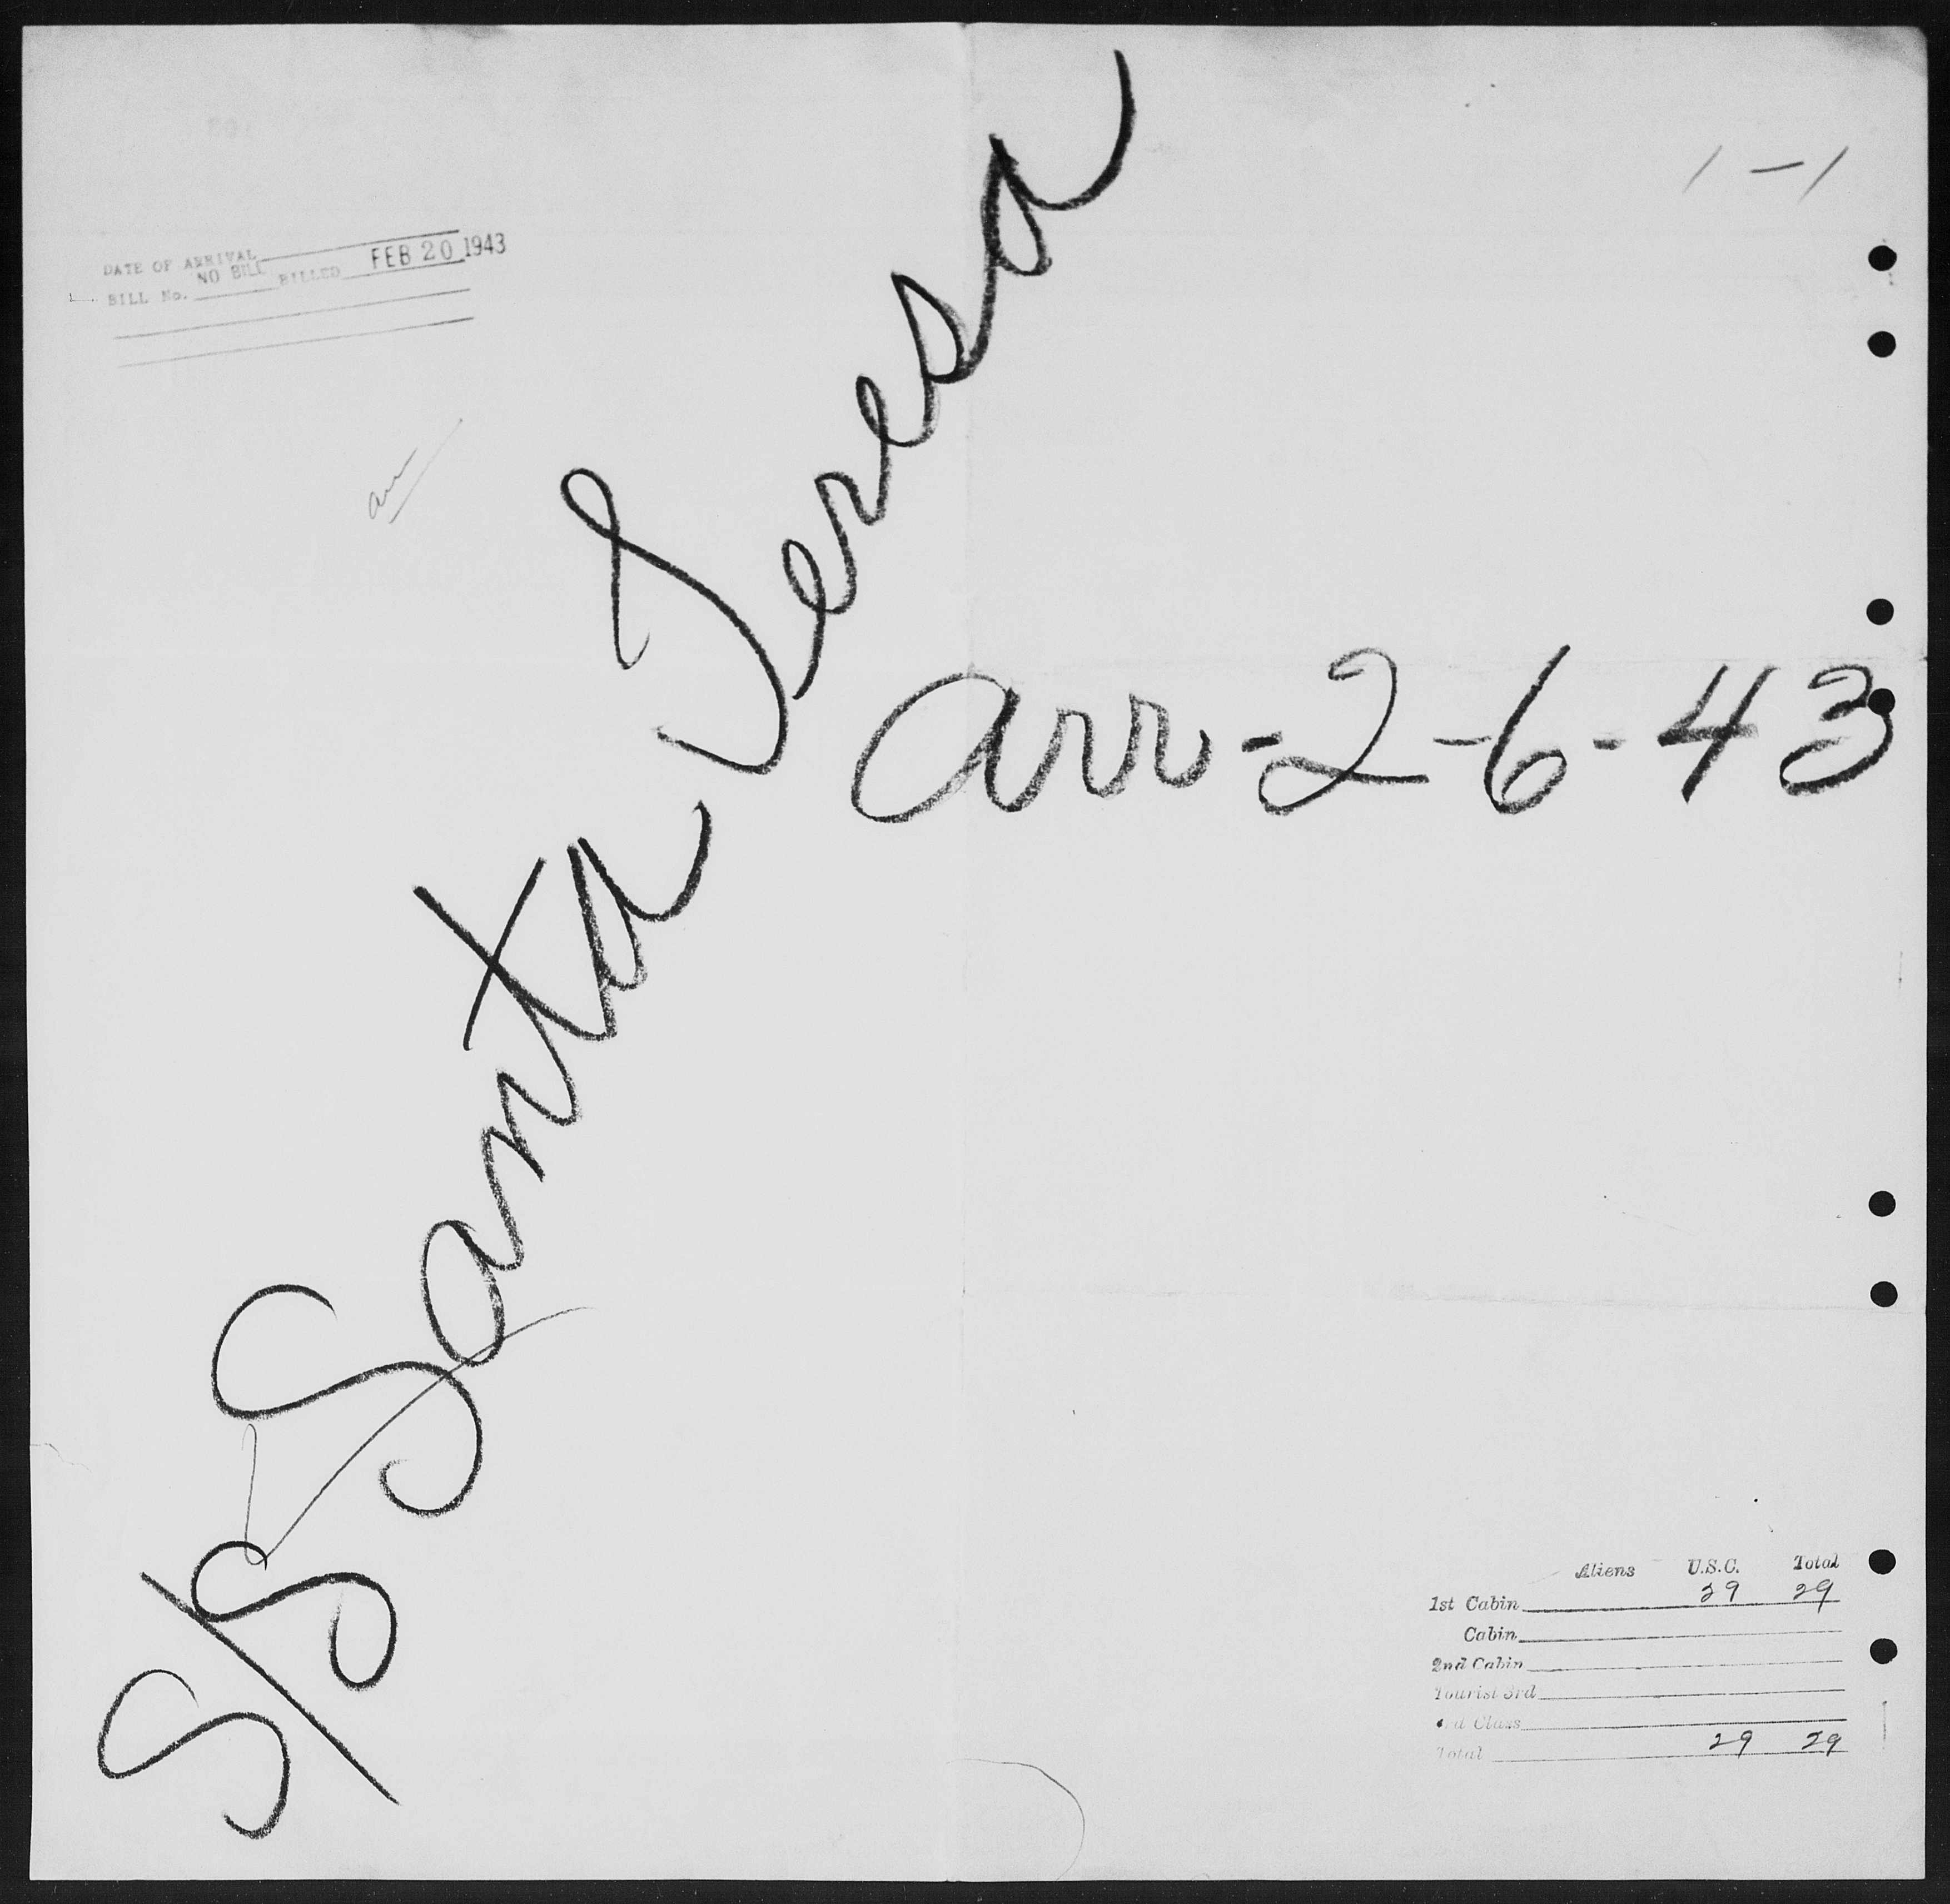 1-1
DATE OF ARRIVAL
BILL No. NO BILL BILLED FEB 20 1943
S/S Santa Teresa
arr-2-6-43
Aliens U.S.C. Total
1st Cabin 29 29
Cabin
2nd Cabin
Tourist 3rd
rd Class
Total 29 29